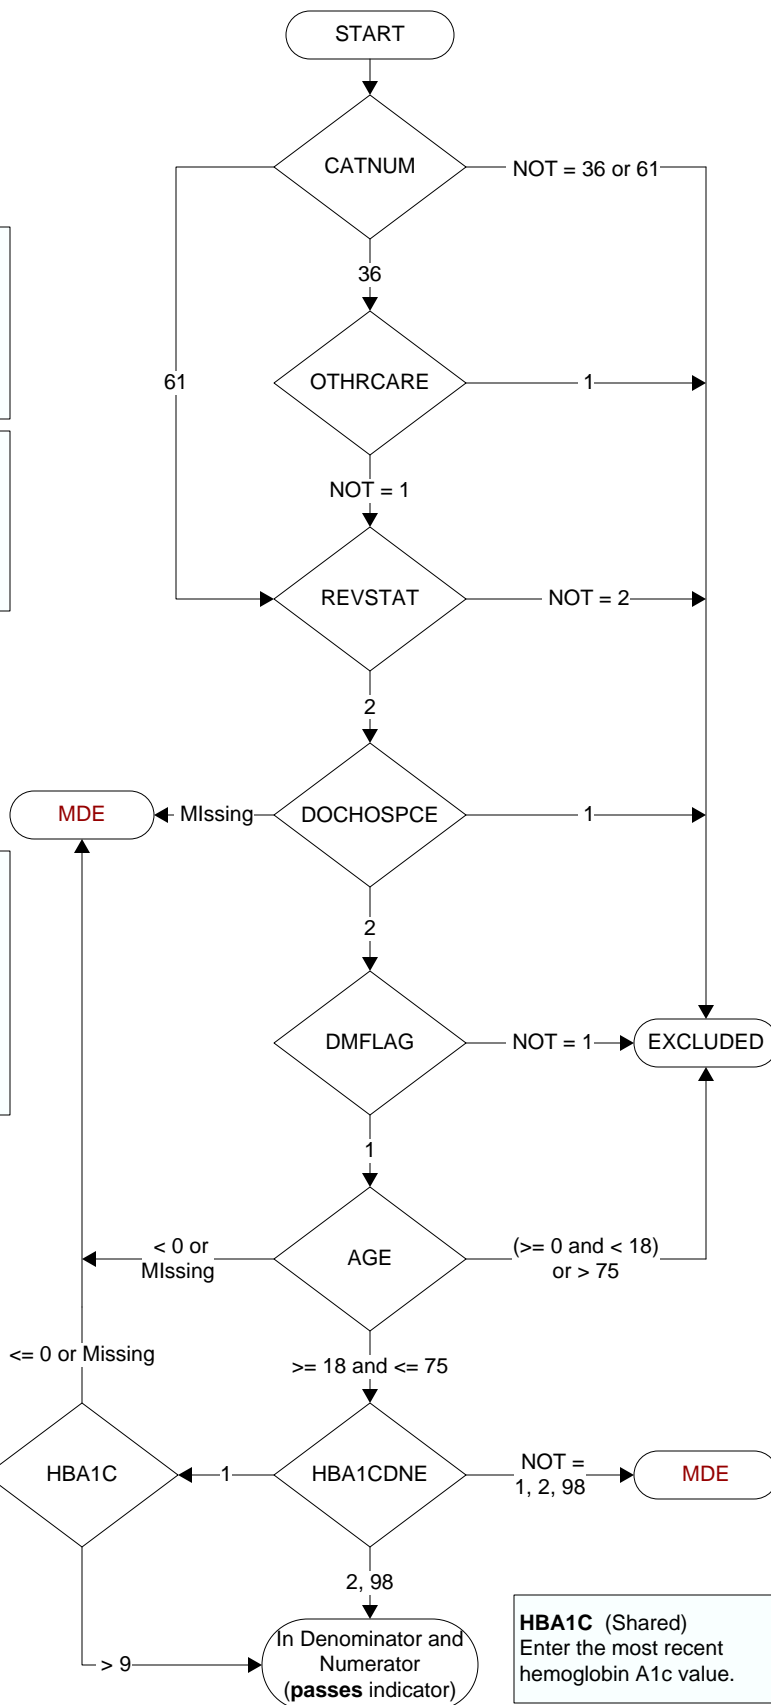 START
CATNUM
NOT = 36 or 61
36
61
OTHRCARE
1
NOT = 1
REVSTAT
NOT = 2
2
MDE
MIssing
DOCHOSPCE
1
2
DMFLAG
NOT = 1
EXCLUDED
1
< 0 or
MIssing
AGE
(>= 0 and < 18)
or > 75
<= 0 or Missing
>= 18 and <= 75
HBA1C
1
HBA1CDNE
NOT =
1, 2, 98
MDE
2, 98
> 9
In Denominator and
Numerator
(passes indicator)
HBA1C (Shared)
Enter the most recent
hemoglobin A1c value.